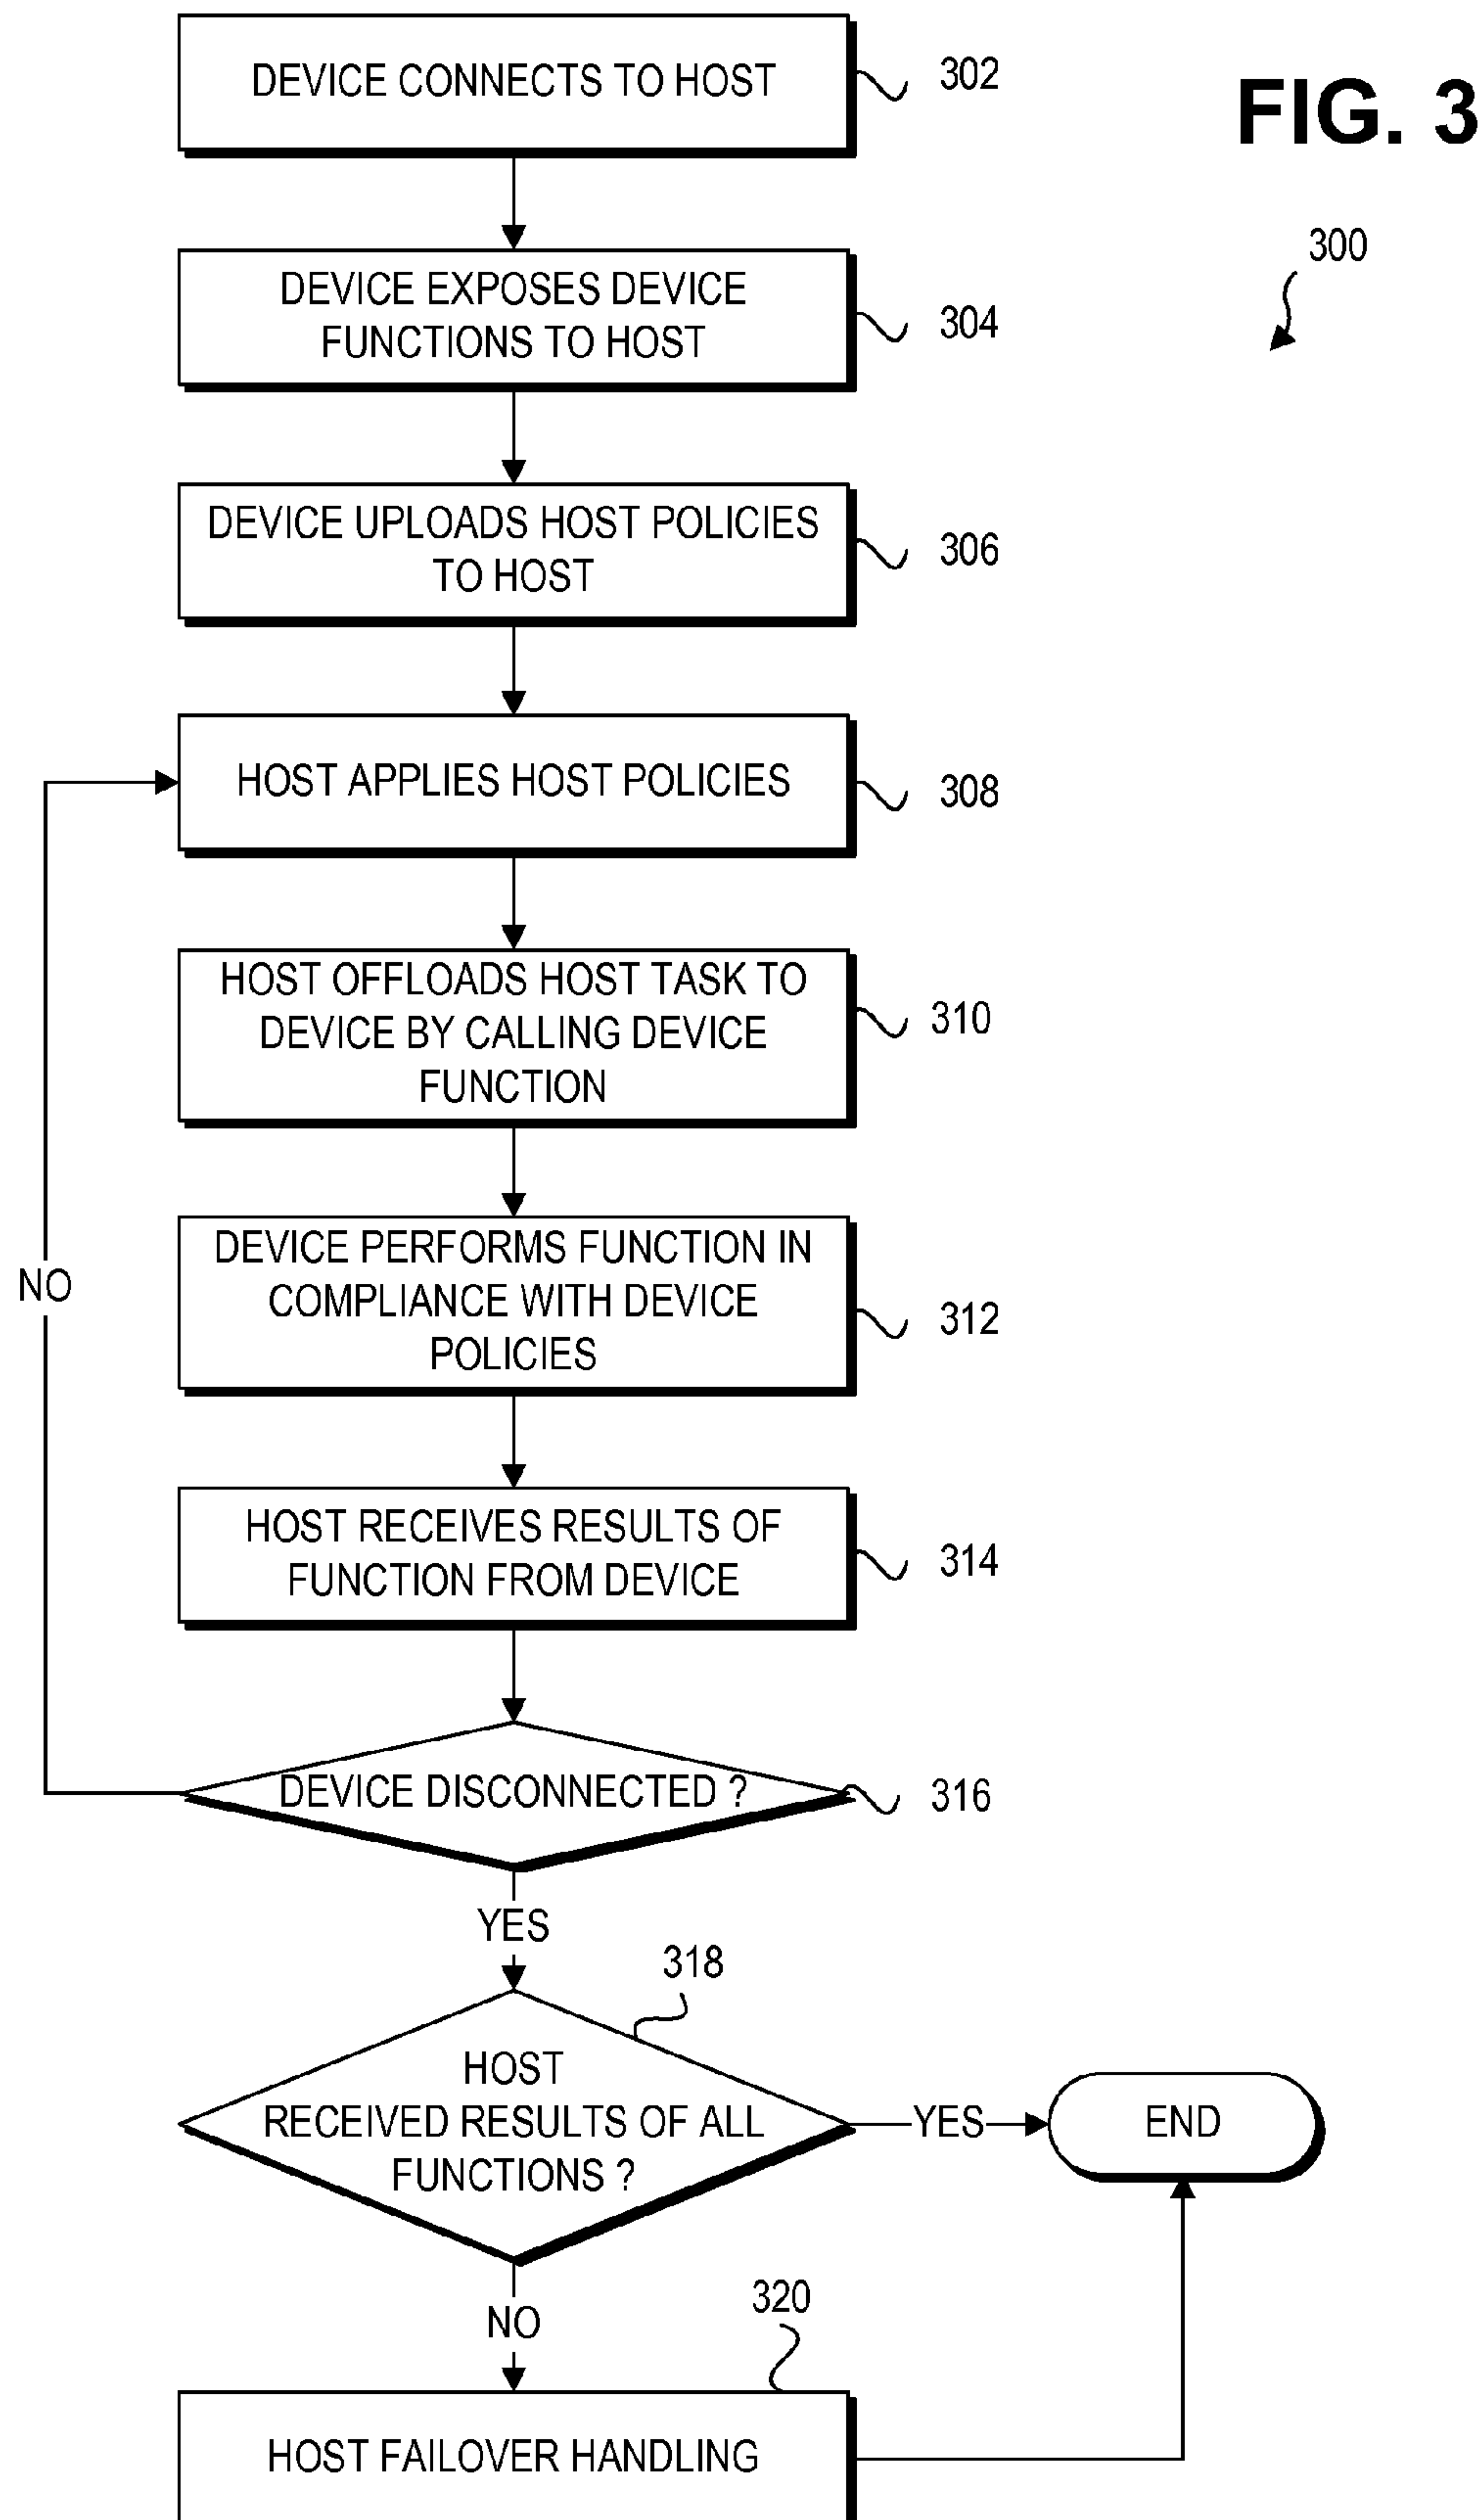 DEVICE CONNECTS TO HOST
302
FIG. 3
300
DEVICE EXPOSES DEVICE
FUNCTIONS TO HOST
304
DEVICE UPLOADS HOST POLICIES
TO HOST
306
HOST APPLIES HOST POLICIES
308
HOST OFFLOADS HOST TASK TO
DEVICE BY CALLING DEVICE
FUNCTION
310
DEVICE PERFORMS FUNCTION IN
COMPLIANCE WITH DEVICE
POLICIES
312
NO
HOST RECEIVES RESULTS OF
FUNCTION FROM DEVICE
314
DEVICE DISCONNECTED ?
316
YES
318
HOST
RECEIVED RESULTS OF ALL
FUNCTIONS ?
YES
END
NO
320
HOST FAILOVER HANDLING